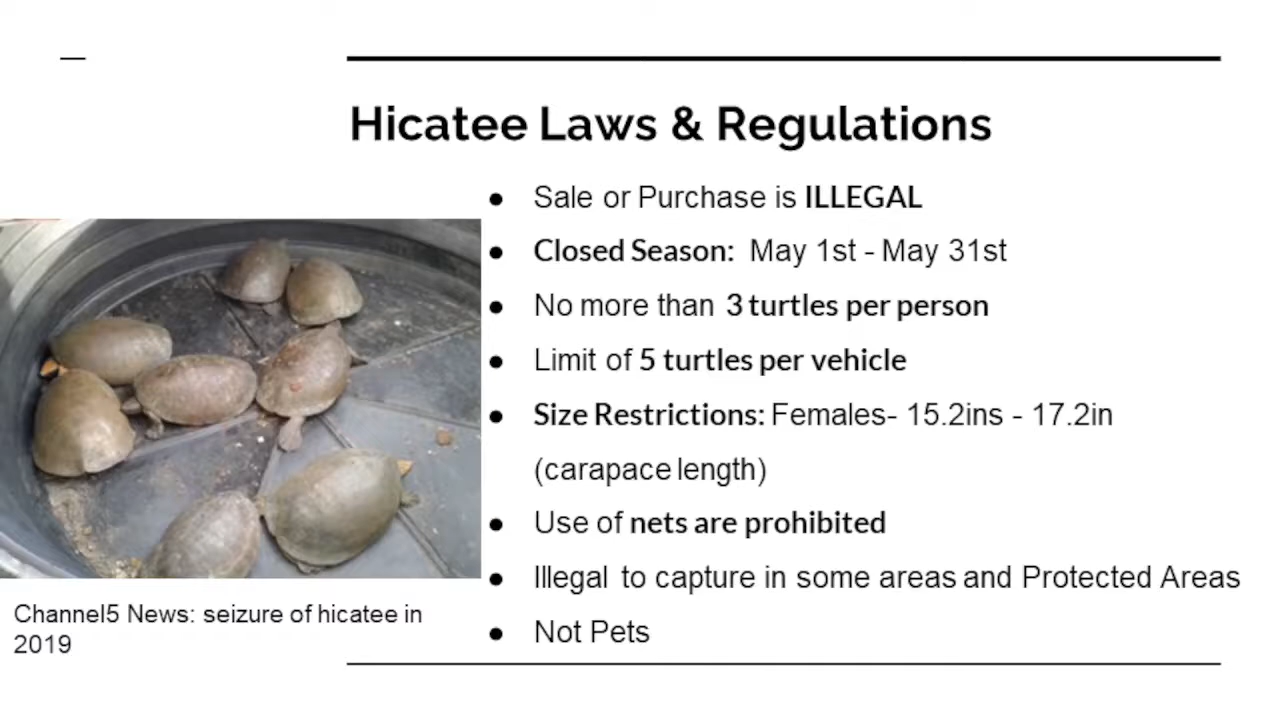 Hicatee Laws & Regulations
● Sale or Purchase is ILLEGAL
● Closed Season: May 1st - May 31st
● No more than 3 turtles per person
● Limit of 5 turtles per vehicle
● Size Restrictions: Females- 15.2ins - 17.2in
(carapace length)
● Use of nets are prohibited
● Illegal to capture in some areas and Protected Areas
● Not Pets
Channel5 News: seizure of hicatee in
2019